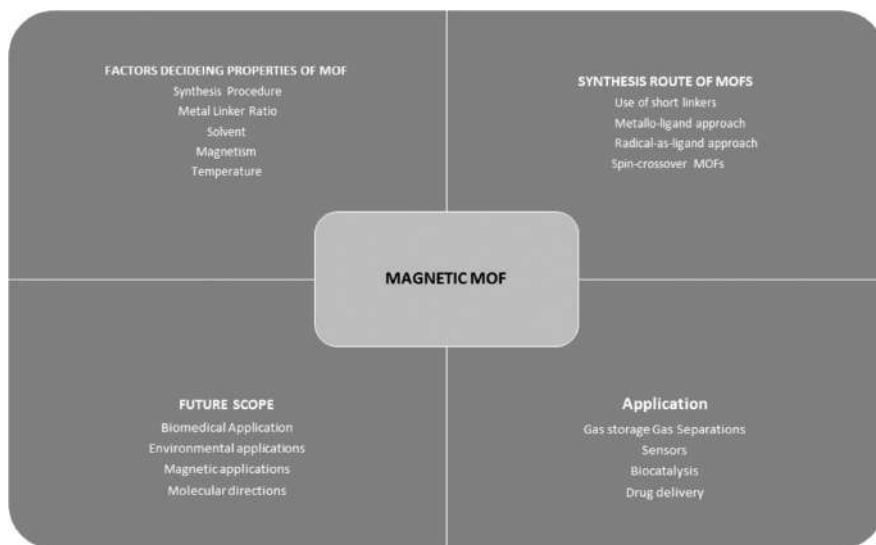 FACTORS DECIDEING PROPERTIES OF MOF
Synthesis Procedure
Metal Linker Ratio
Solvent
Magnetism
Temperature
SYNTHESIS ROUTE OF MOFS
Use of short linkers
Metallo-ligand approach
Radical-as-ligand approach
Spin-crossover MOFs
MAGNETIC MOF
FUTURE SCOPE
Biomedical Application
Environmental applications
Magnetic applications
Molecular directions
Application
Gas storage Gas Separations
Sensors
Biocatalysis
Drug delivery